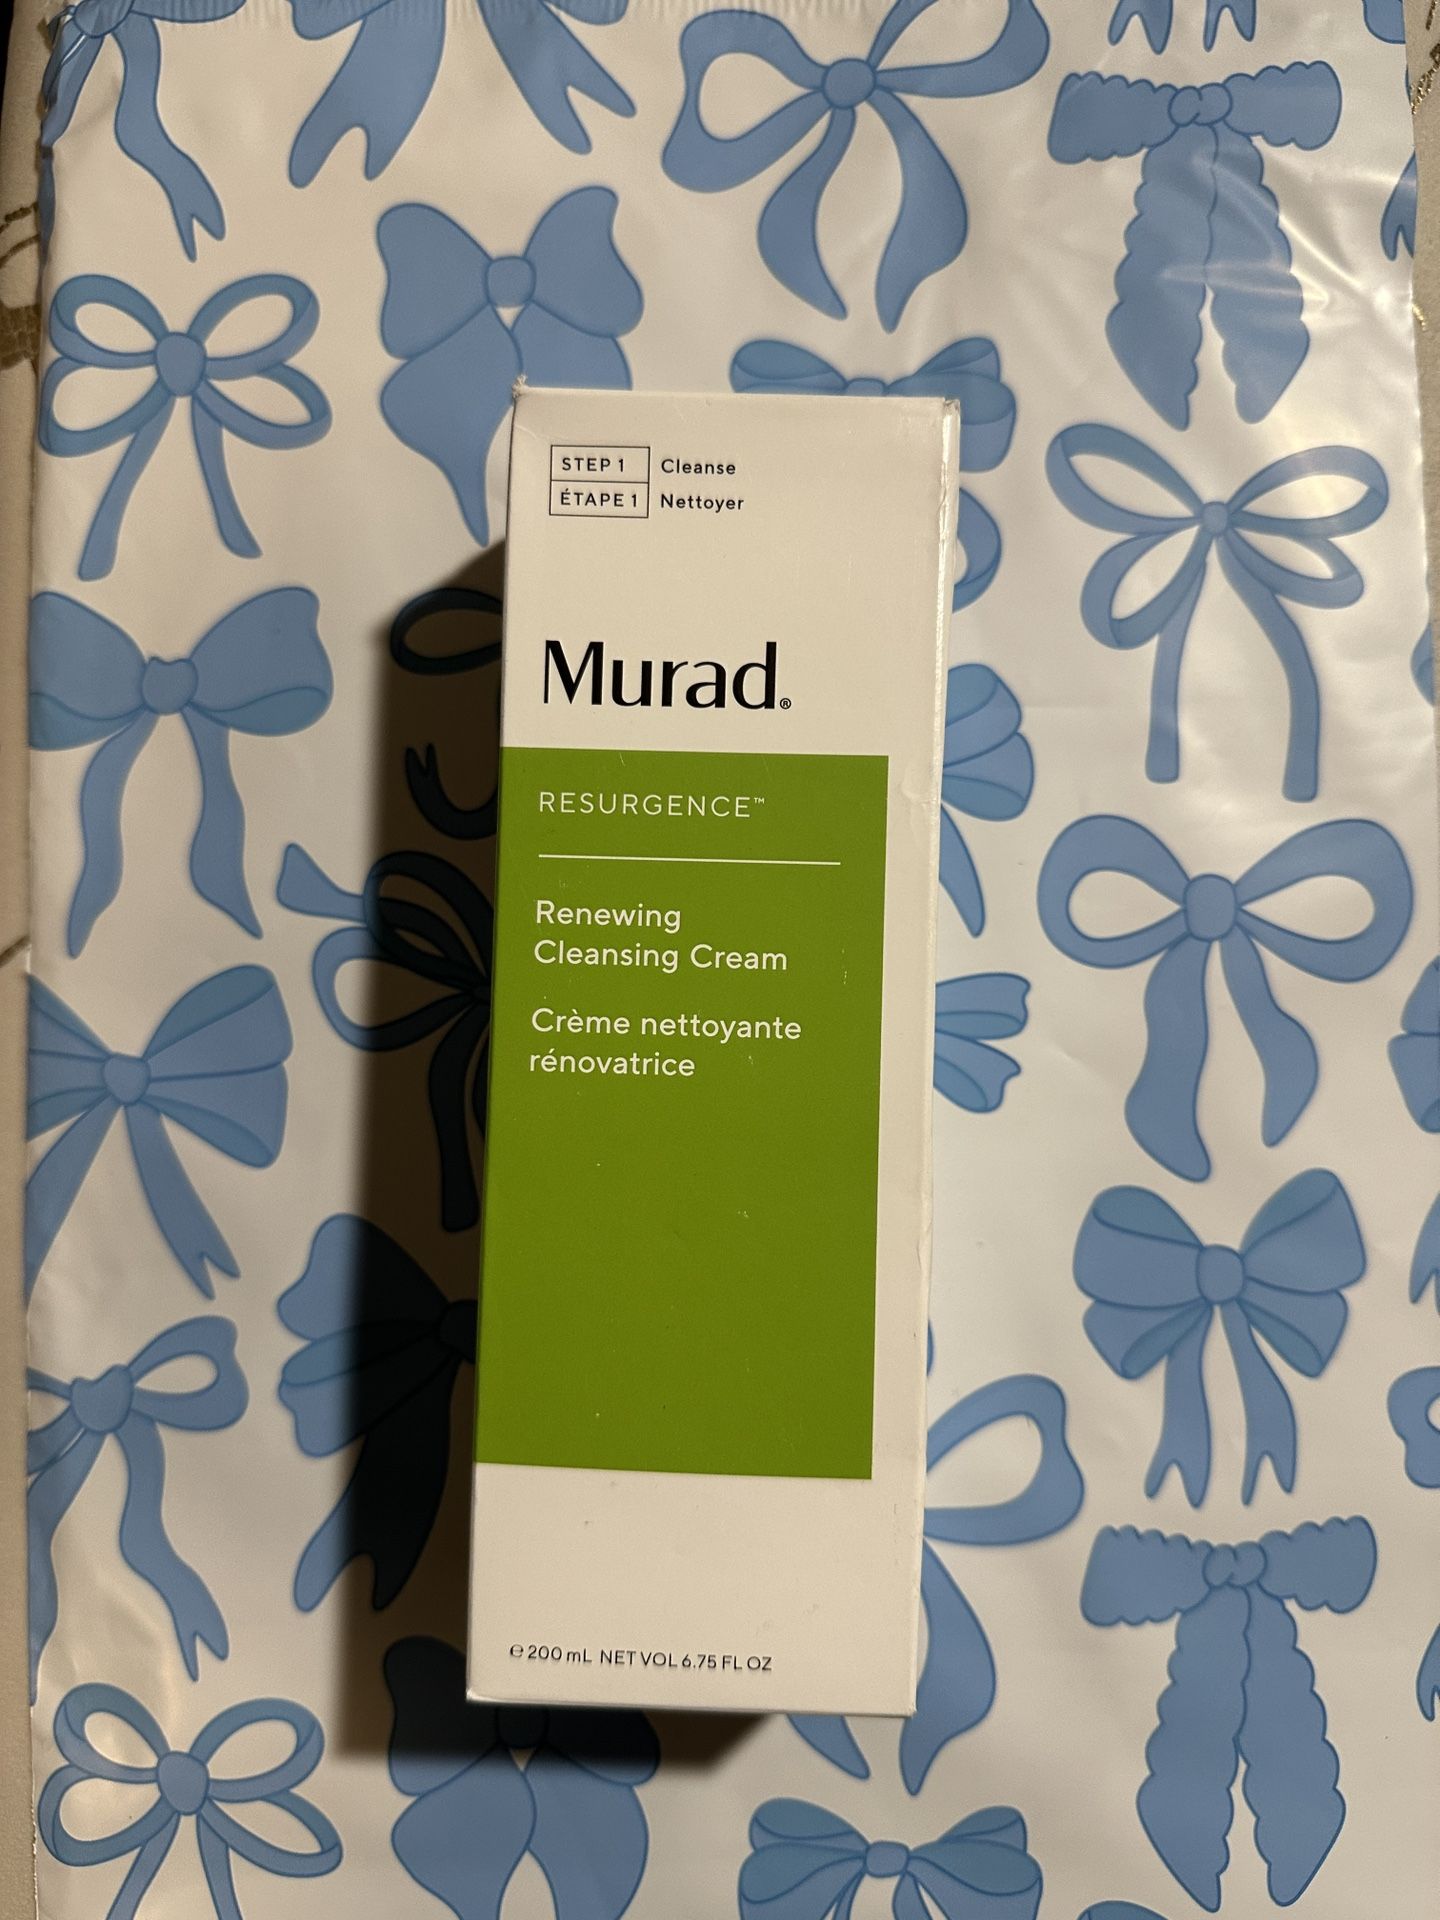 STEP 1 Cleanse
ÉTAPE 1 Nettoyer
Murad®
RESURGENCE™
Renewing
Cleansing Cream
Crème nettoyante
rénovatrice
℮ 200 mL NET VOL 6.75 FL OZ